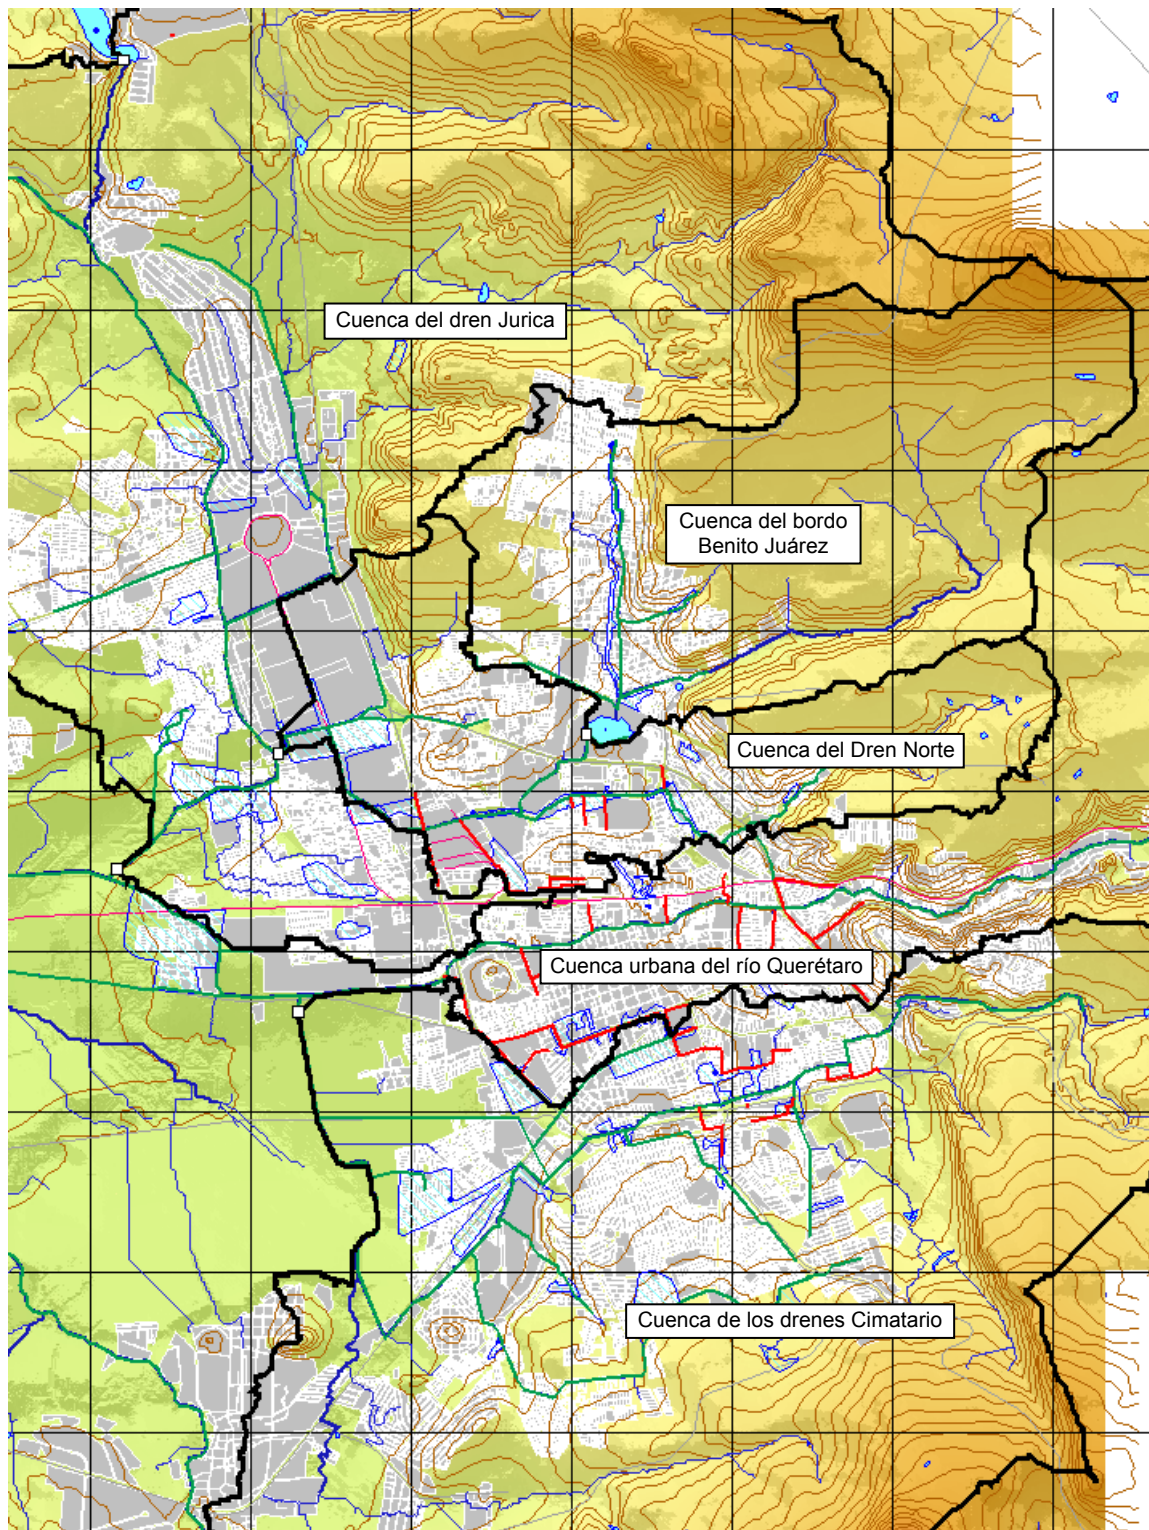 Cuenca del dren Jurica
Cuenca del bordo
Benito Juárez
Cuenca del Dren Norte
Cuenca urbana del río Querétaro
Cuenca de los drenes Cimatario